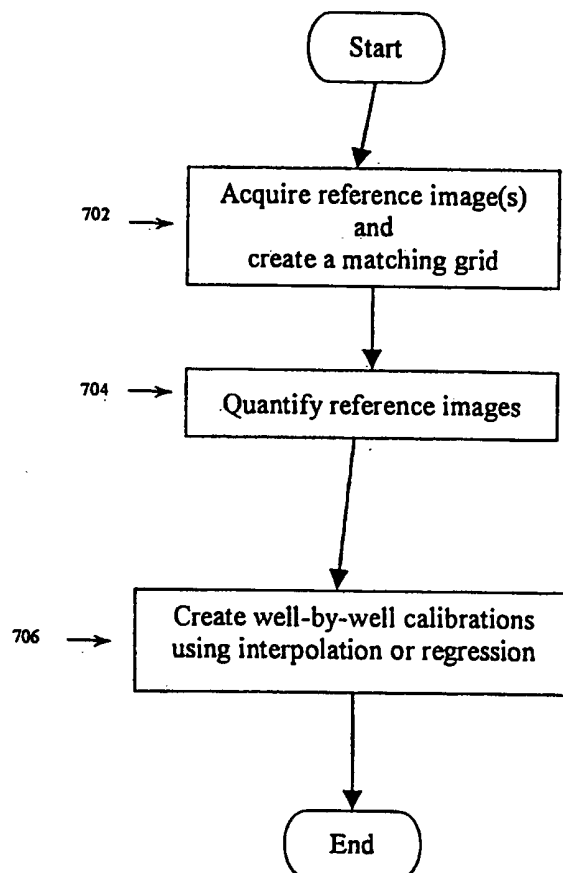 Start
702
Acquire reference image(s)
and
create a matching grid
704
Quantify reference images
706
Create well-by-well calibrations
using interpolation or regression
End